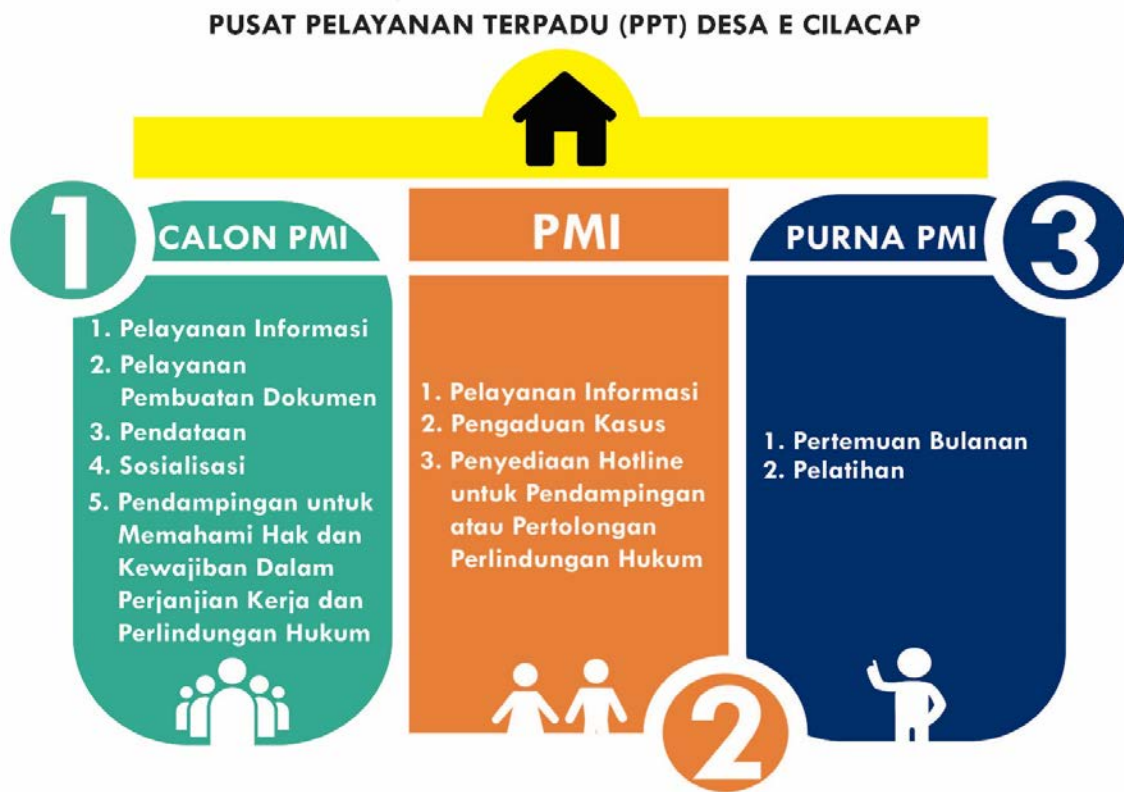 PUSAT PELAYANAN TERPADU (PPT) DESA E CILACAP
1
CALON PMI
1. Pelayanan Informasi
2. Pelayanan
Pembuatan Dokumen
3. Pendataan
4. Sosialisasi
5. Pendampingan untuk
Memahami Hak dan
Kewajiban Dalam
Perjanjian Kerja dan
Perlindungan Hukum
PMI
1. Pelayanan Informasi
2. Pengaduan Kasus
3. Penyediaan Hotline
untuk Pendampingan
atau Pertolongan
Perlindungan Hukum
2
PURNA PMI
3
1. Pertemuan Bulanan
2. Pelatihan